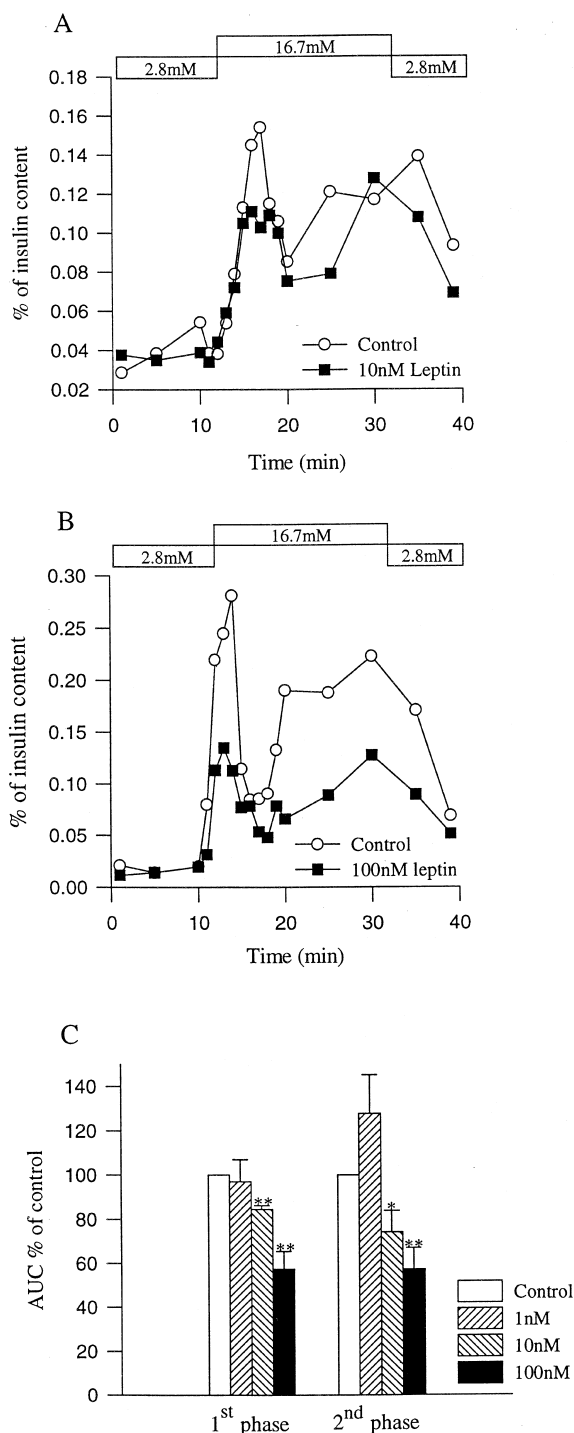 A
16.7mM
2.8mM 2.8mM
0.18
0.16
0.14
0.12
0.10
0.08
0.06
0.04
0.02
% of insulin content
Control
10nM Leptin
0 10 20 30 40
Time (min)
B
16.7mM
2.8mM 2.8mM
0.30
0.25
0.20
0.15
0.10
0.05
0.00
% of insulin content
Control
100nM leptin
0 10 20 30 40
Time (min)
C
140
120
100
80
60
40
20
0
AUC % of control
** ** * **
Control
1nM
10nM
100nM
1st phase 2nd phase